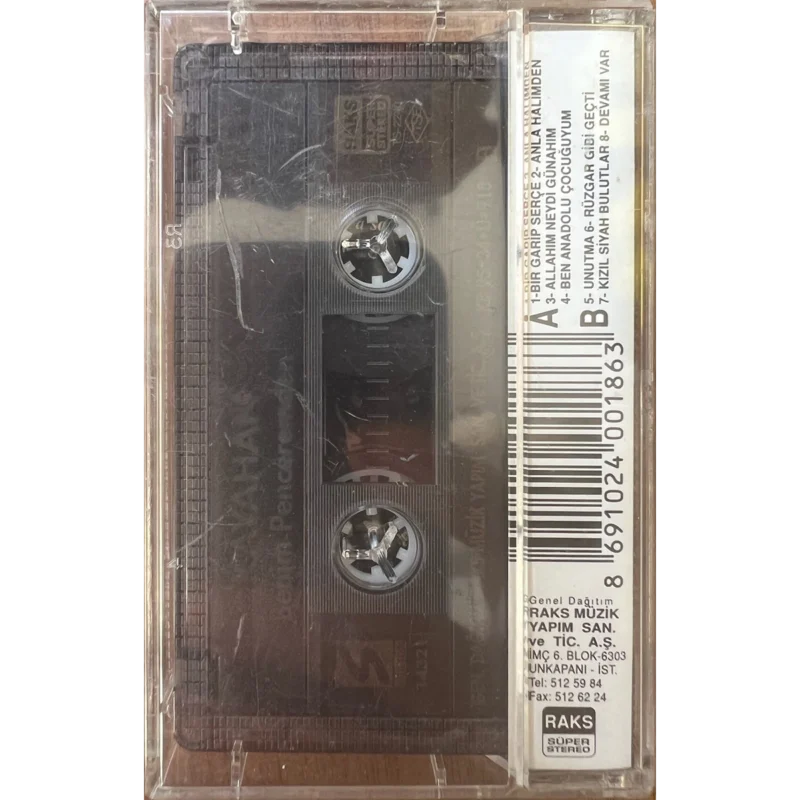 1-BİR GARİP SERÇE 2- ANLA HALİMDEN
3- ALLAHIM NEYDİ GÜNAHIM
4- BEN ANADOLU ÇOCUĞUYUM
A
5- UNUTMA 6- RÜZGAR GİBİ GEÇTİ
7- KIZIL SİYAH BULUTLAR 8- DEVAMI VAR
B
8 691024 001863
Genel Dağıtım
RAKS MÜZİK
YAPIM SAN.
ve TİC. A.Ş.
İMÇ 6. BLOK-6303
UNKAPANI - İST.
Tel: 512 59 84
Fax: 512 62 24
RAKS
SÜPER
STEREO
RAKS
MÜZİK YAPIM